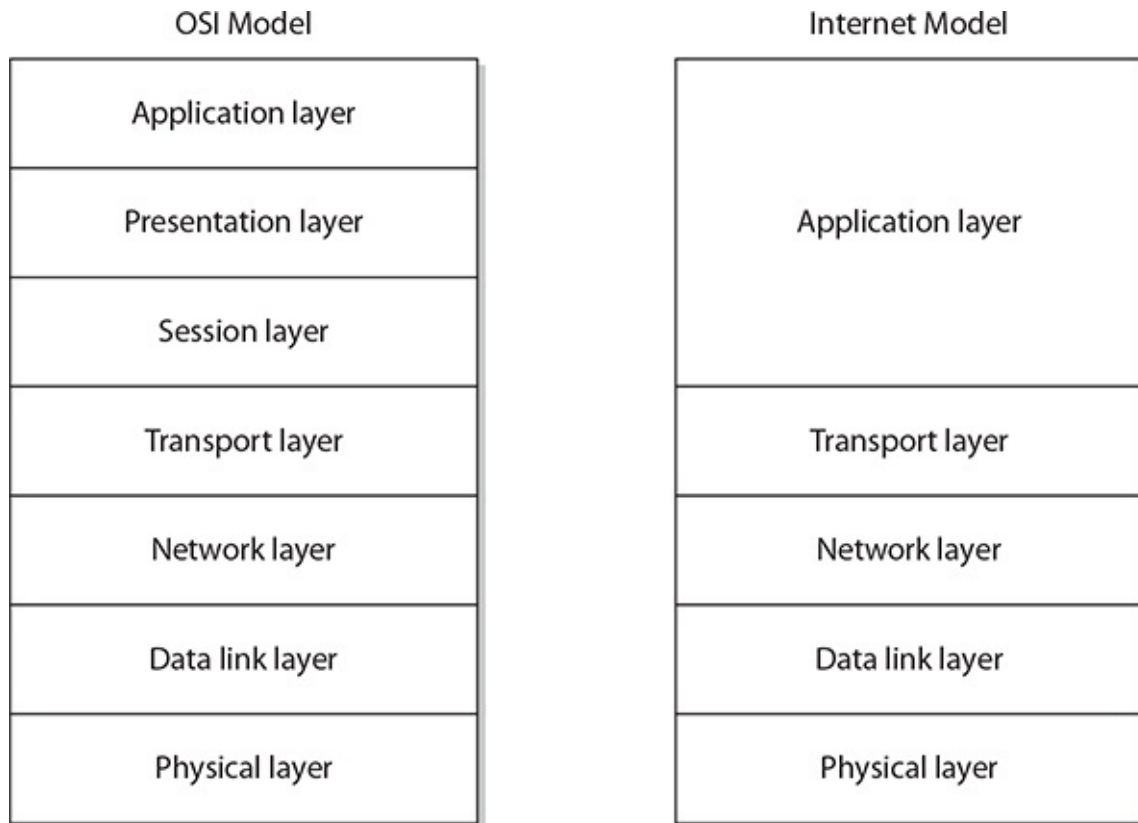 OSI Model
Application layer
Presentation layer
Session layer
Transport layer
Network layer
Data link layer
Physical layer
Internet Model
Application layer
Transport layer
Network layer
Data link layer
Physical layer